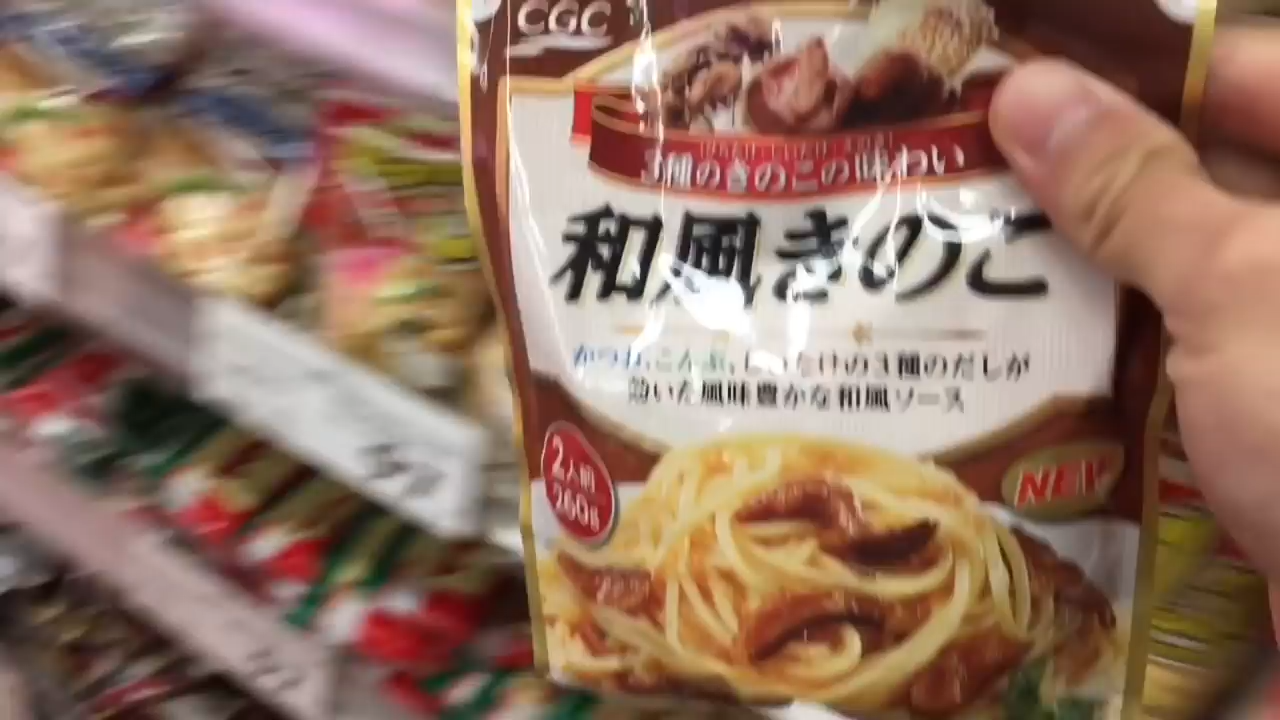 CGC
3種のきのこの味わい
和風きのこ
かつお、こんぶ、しいたけの3種のだしが
効いた風味豊かな和風ソース
2人前
260g
NEW